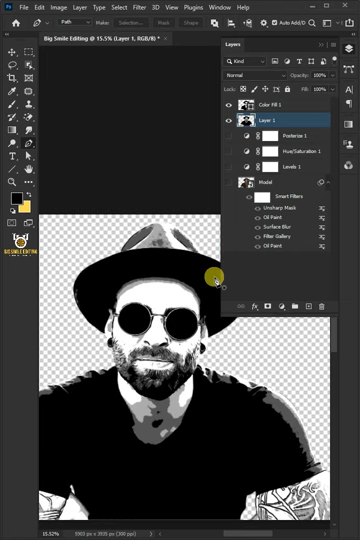 Ps File Edit Image Layer Type Select Filter 3D View Plugins Window Help
Path Make: Selection... Mask Shape Auto Add/D
Big Smile Editing @ 15.5% (Layer 1, RGB/8) *
Layers
Kind
Normal Opacity: 100%
Lock: Fill: 100%
Color Fill 1
Layer 1
Posterize 1
Hue/Saturation 1
Levels 1
Model
Smart Filters
Unsharp Mask
Oil Paint
Surface Blur
Filter Gallery
Oil Paint
BIG SMILE EDITING
15.52% 5903 px x 3935 px (300 ppi)